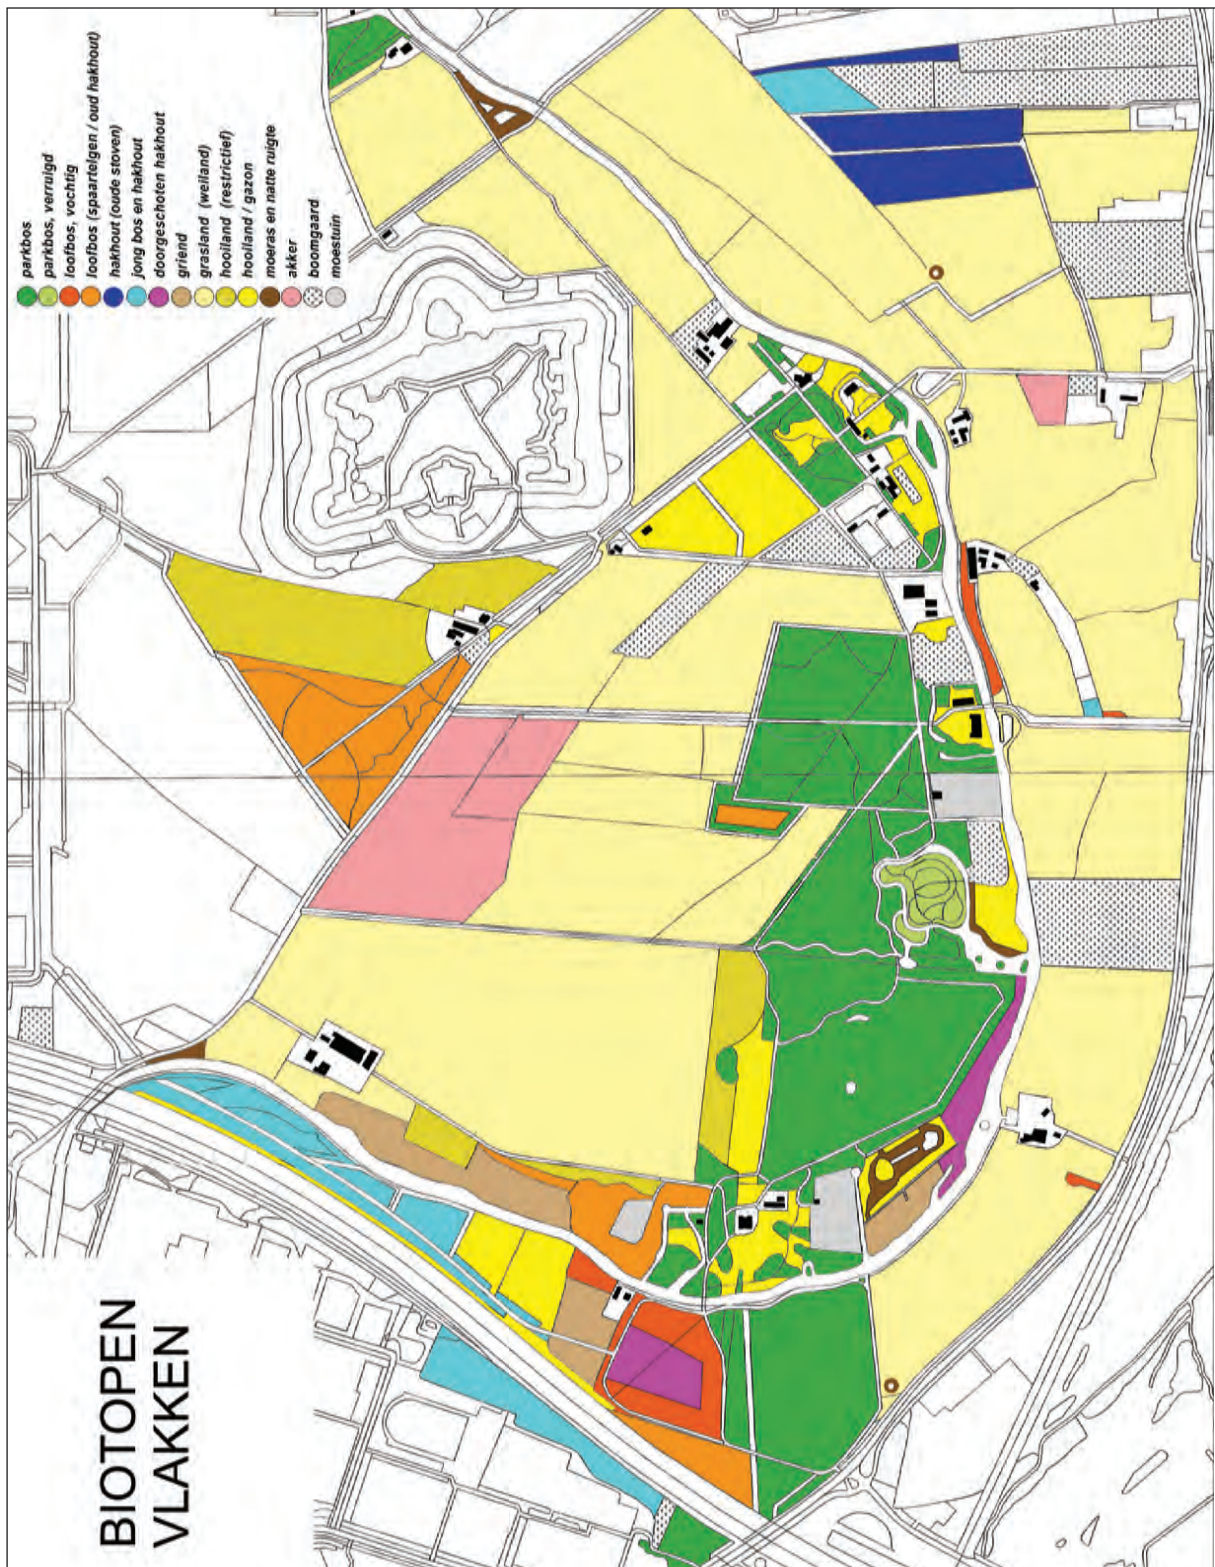 BIOTOPEN
VLAKKEN
parkbos
parkbos, verruigd
loofbos, vochtig
loofbos (spaartelgen / oud hakhout)
hakhout (oude stoven)
jong bos en hakhout
doorgeschoten hakhout
griend
grasland (weiland)
hooiland (restrictief)
hooiland / gazon
moeras en natte ruigte
akker
boomgaard
moestuin